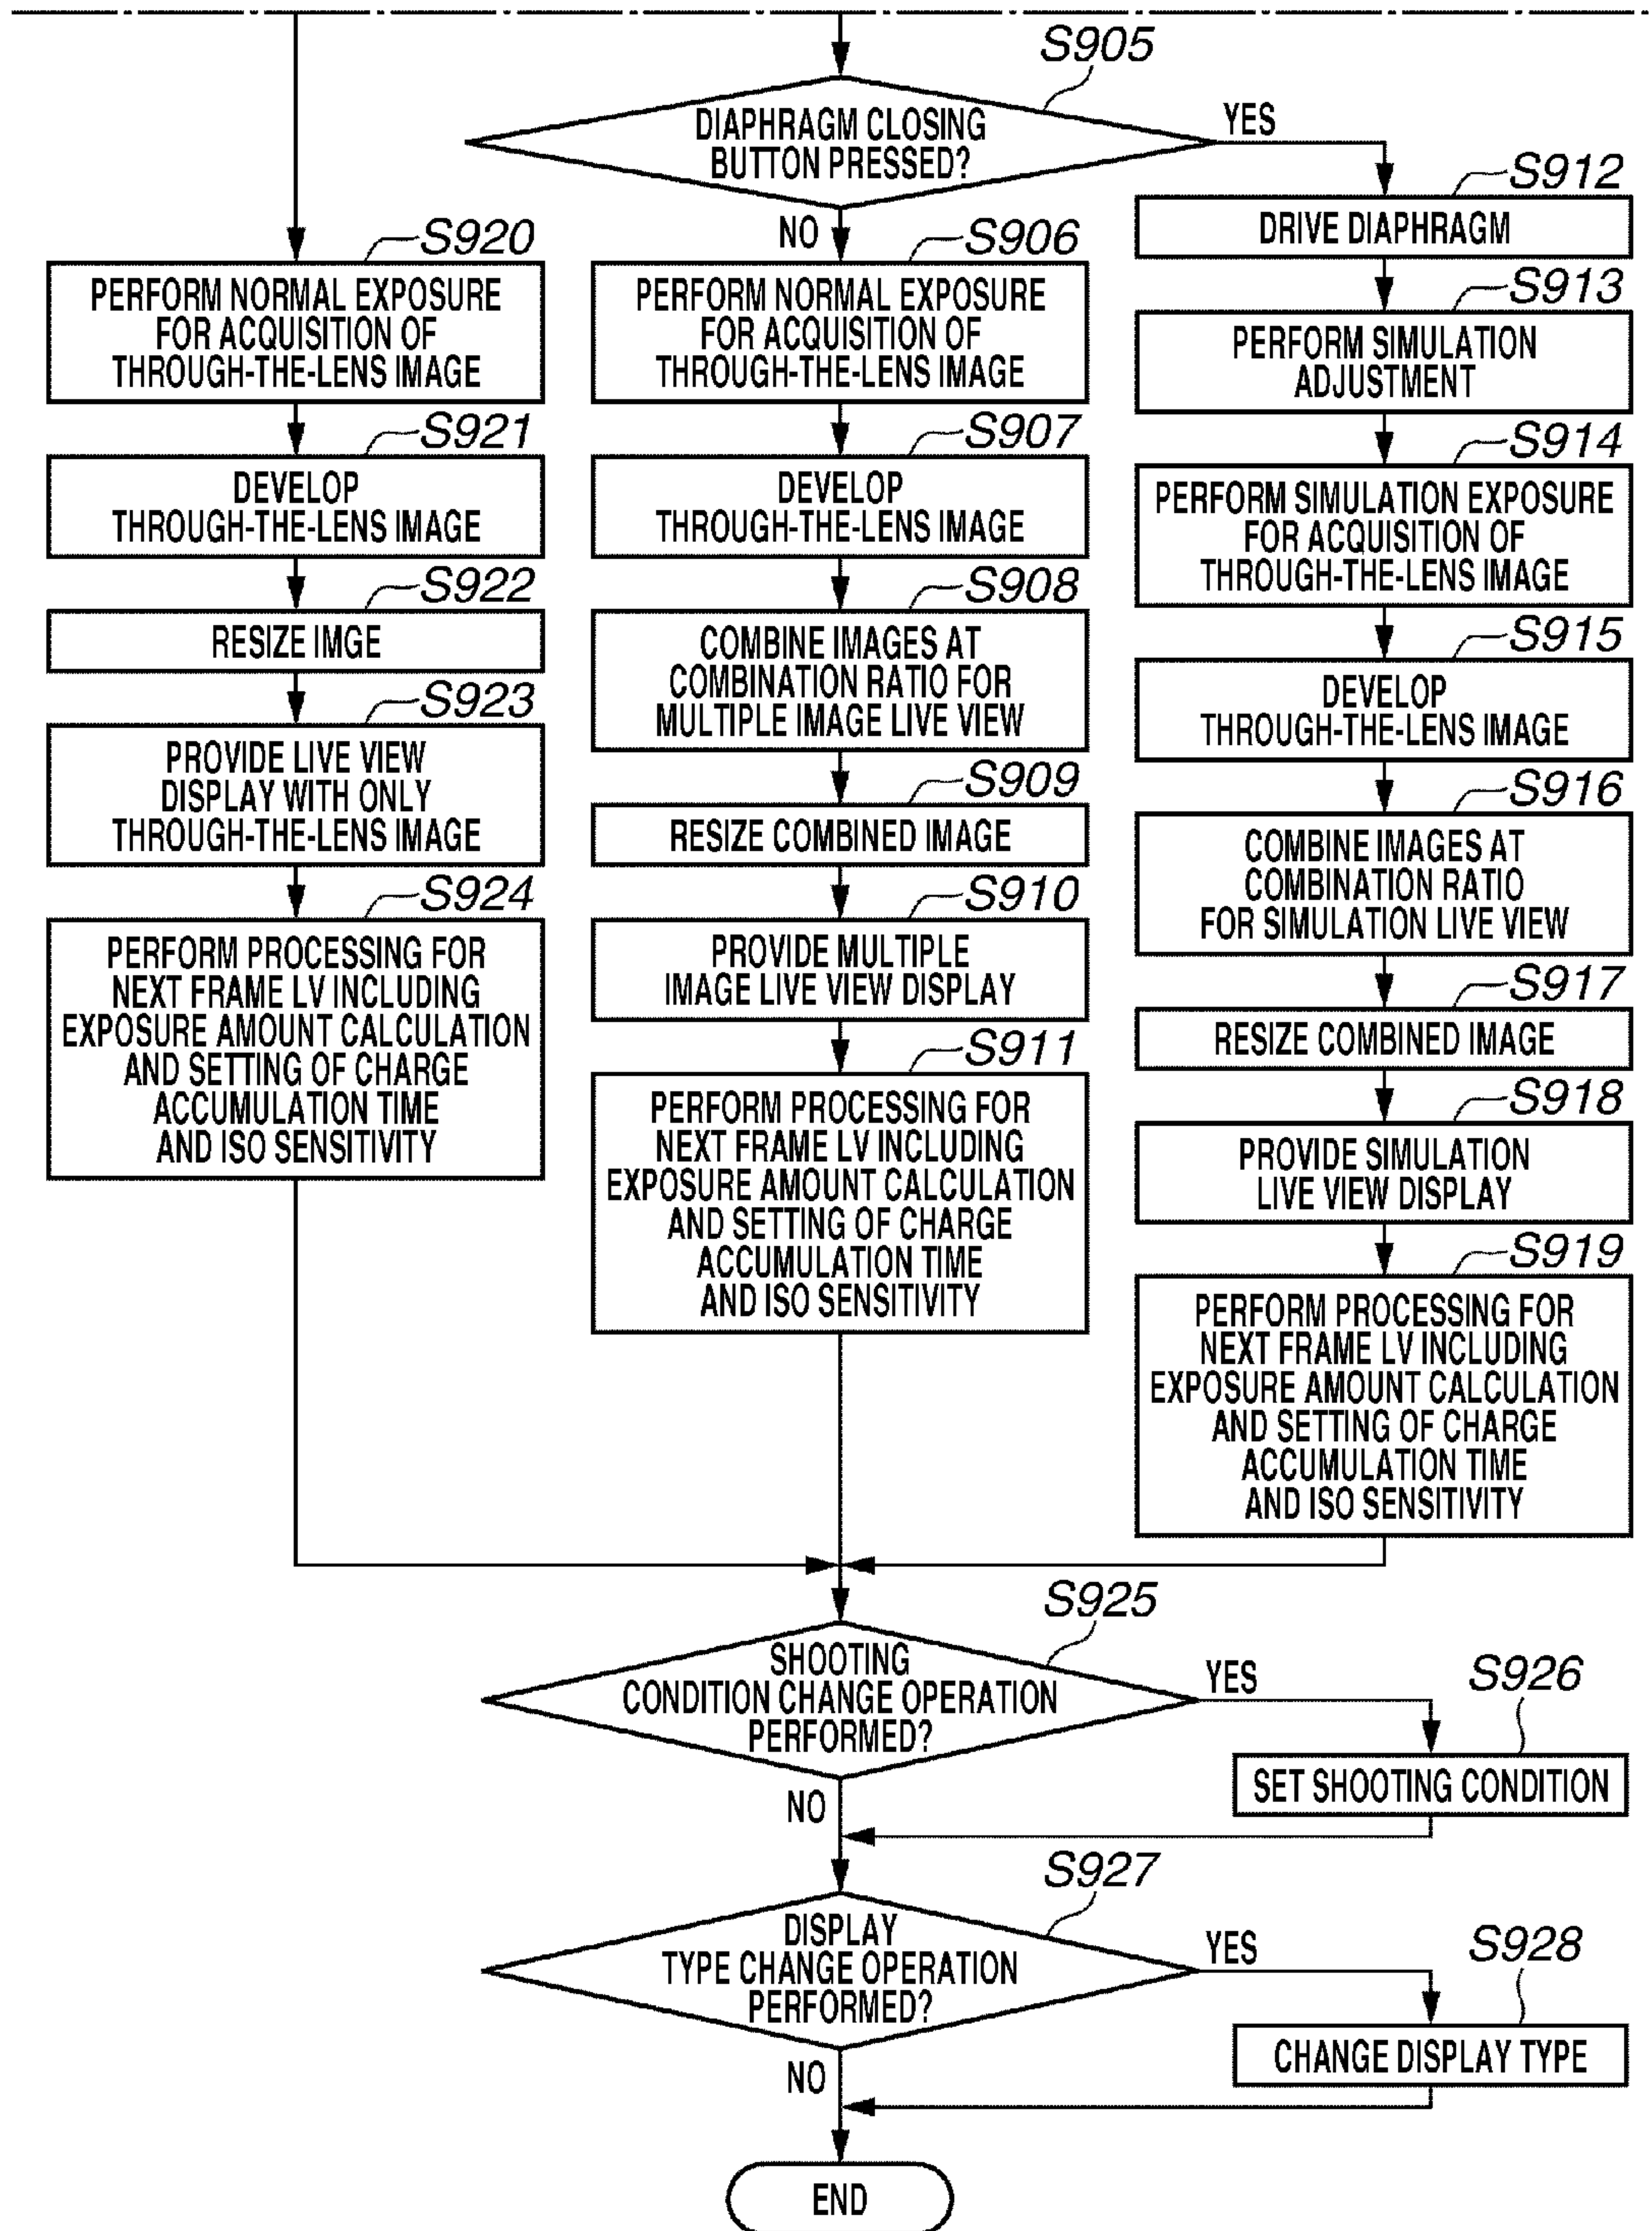 S905
DIAPHRAGM CLOSING
BUTTON PRESSED?
YES
NO
S920
PERFORM NORMAL EXPOSURE
FOR ACQUISITION OF
THROUGH-THE-LENS IMAGE
S921
DEVELOP
THROUGH-THE-LENS IMAGE
S922
RESIZE IMGE
S923
PROVIDE LIVE VIEW
DISPLAY WITH ONLY
THROUGH-THE-LENS IMAGE
S924
PERFORM PROCESSING FOR
NEXT FRAME LV INCLUDING
EXPOSURE AMOUNT CALCULATION
AND SETTING OF CHARGE
ACCUMULATION TIME
AND ISO SENSITIVITY
S906
PERFORM NORMAL EXPOSURE
FOR ACQUISITION OF
THROUGH-THE-LENS IMAGE
S907
DEVELOP
THROUGH-THE-LENS IMAGE
S908
COMBINE IMAGES AT
COMBINATION RATIO FOR
MULTIPLE IMAGE LIVE VIEW
S909
RESIZE COMBINED IMAGE
S910
PROVIDE MULTIPLE
IMAGE LIVE VIEW DISPLAY
S911
PERFORM PROCESSING FOR
NEXT FRAME LV INCLUDING
EXPOSURE AMOUNT CALCULATION
AND SETTING OF CHARGE
ACCUMULATION TIME
AND ISO SENSITIVITY
S912
DRIVE DIAPHRAGM
S913
PERFORM SIMULATION
ADJUSTMENT
S914
PERFORM SIMULATION EXPOSURE
FOR ACQUISITION OF
THROUGH-THE-LENS IMAGE
S915
DEVELOP
THROUGH-THE-LENS IMAGE
S916
COMBINE IMAGES AT
COMBINATION RATIO
FOR SIMULATION LIVE VIEW
S917
RESIZE COMBINED IMAGE
S918
PROVIDE SIMULATION
LIVE VIEW DISPLAY
S919
PERFORM PROCESSING FOR
NEXT FRAME LV INCLUDING
EXPOSURE AMOUNT CALCULATION
AND SETTING OF CHARGE
ACCUMULATION TIME
AND ISO SENSITIVITY
S925
SHOOTING
CONDITION CHANGE OPERATION
PERFORMED?
YES
S926
SET SHOOTING CONDITION
NO
S927
DISPLAY
TYPE CHANGE OPERATION
PERFORMED?
YES
S928
CHANGE DISPLAY TYPE
NO
END